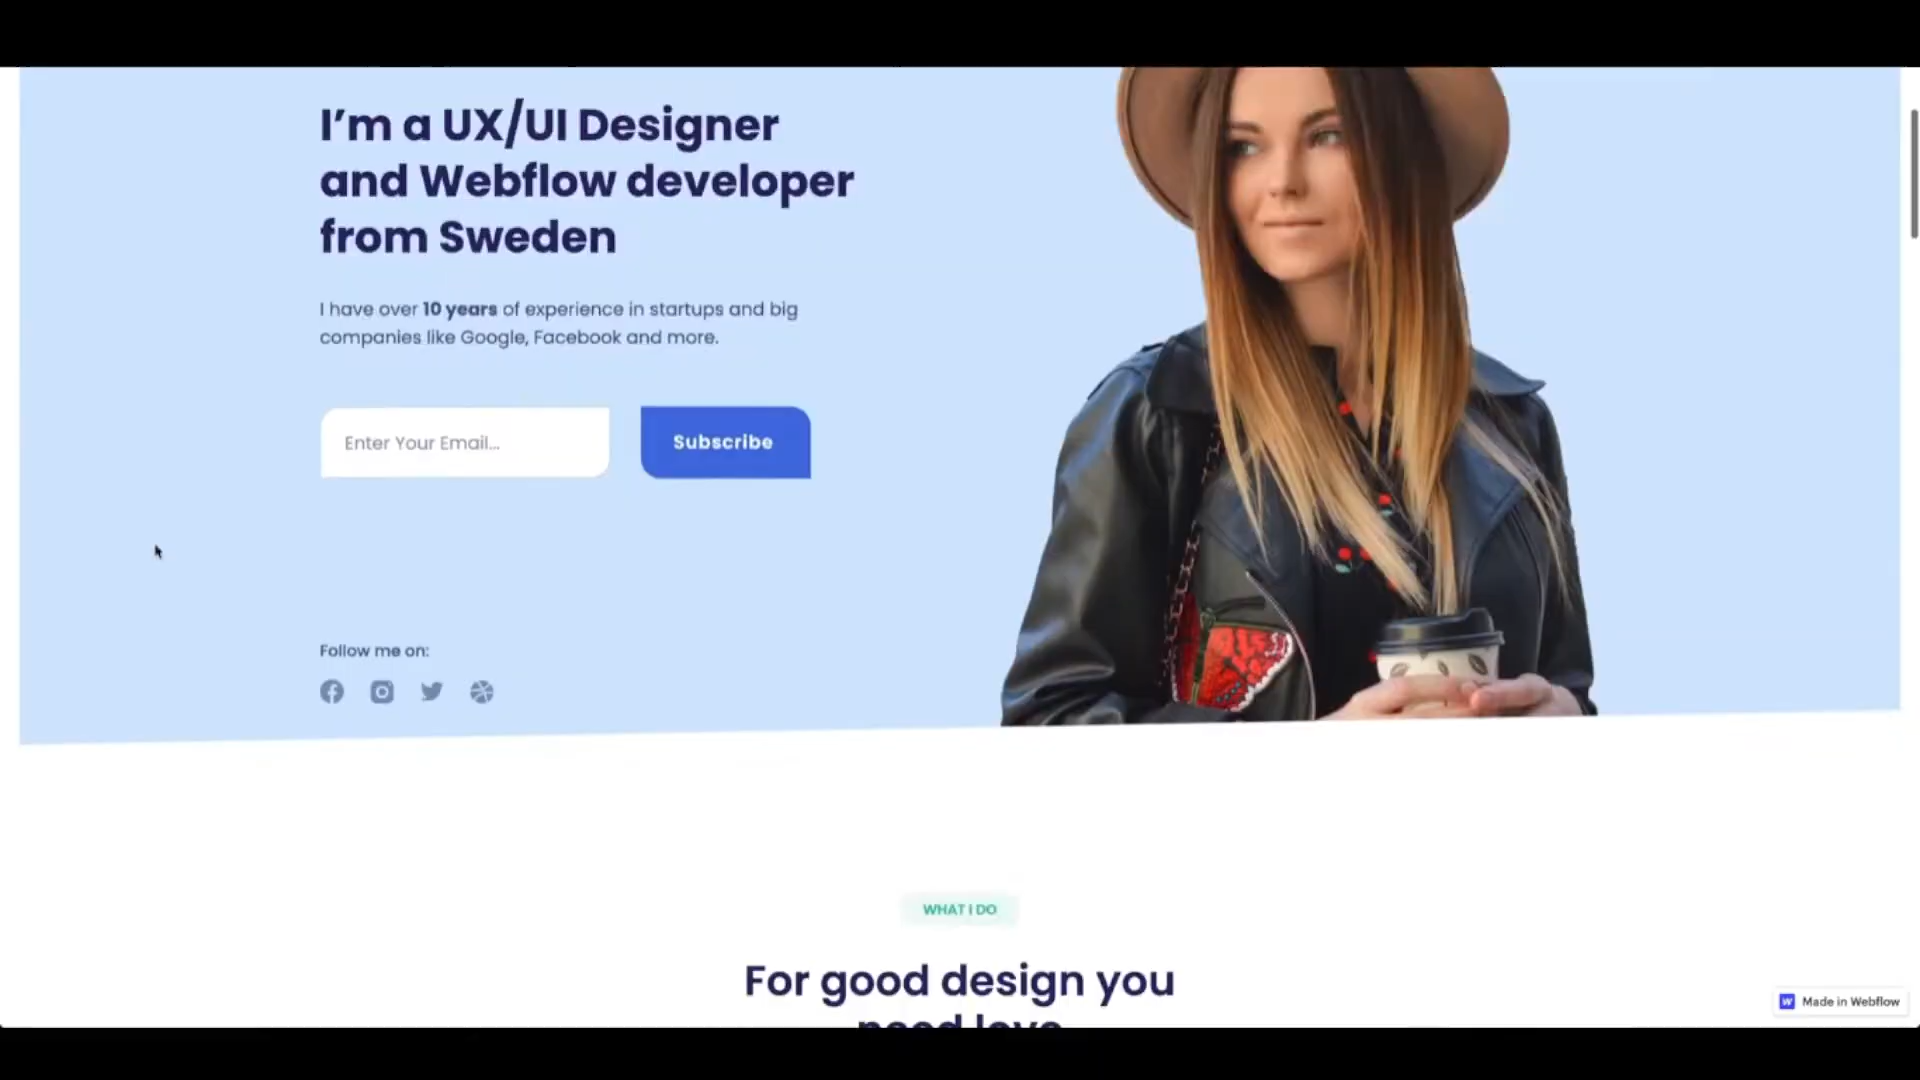 I’m a UX/UI Designer
and Webflow developer
from Sweden
I have over 10 years of experience in startups and big
companies like Google, Facebook and more.
Enter Your Email...
Subscribe
Follow me on:
WHAT I DO
For good design you
need love
Made in Webflow